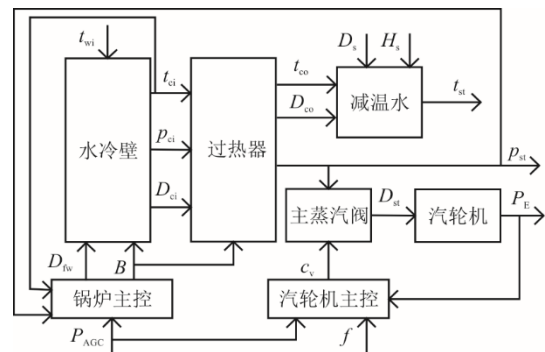 D_s H_s
t_wi
t_ci
t_co
D_co
减温水
t_st
水冷壁
p_ci
过热器
p_st
D_ci
主蒸汽阀
D_st
汽轮机
P_E
D_fw
B
c_v
锅炉主控
汽轮机主控
P_AGC
f